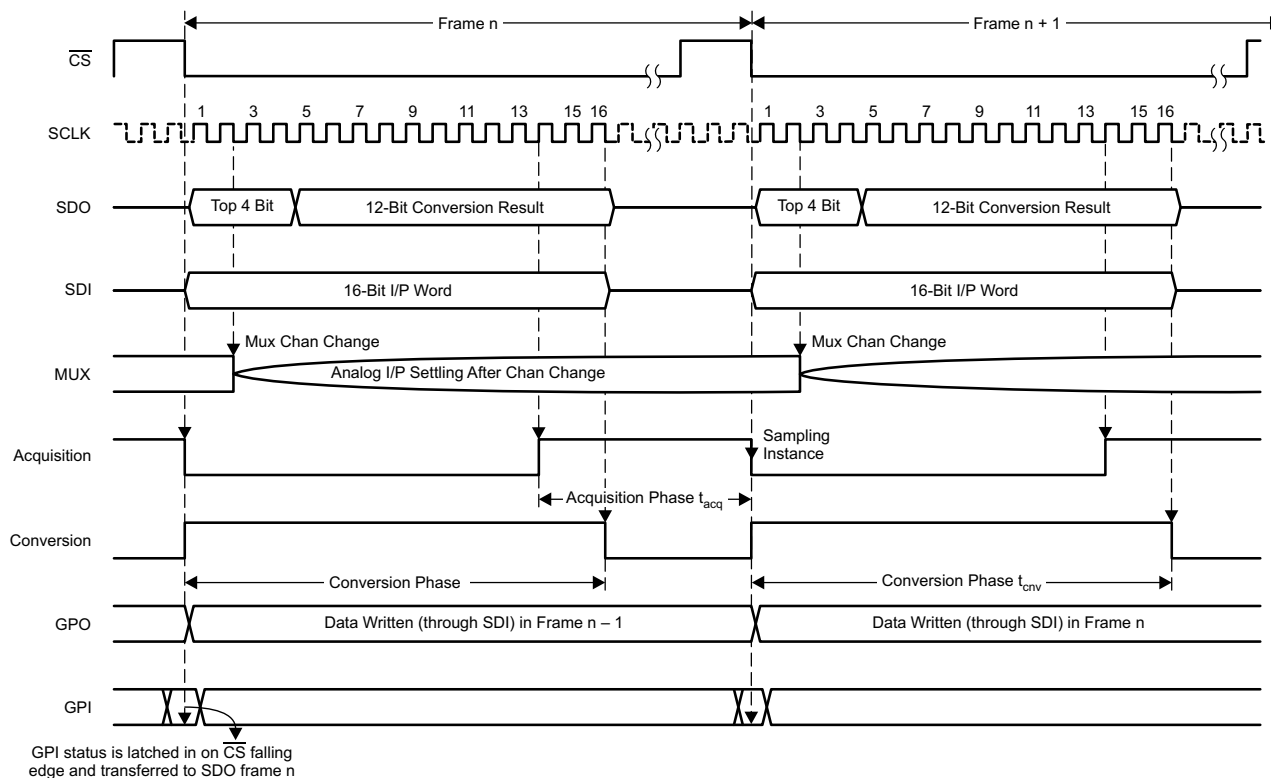 Frame n
Frame n + 1
CS
1 3 5 7 9 11 13 15 16 1 3 5 7 9 11 13 15 16
SCLK
SDO
Top 4 Bit
12-Bit Conversion Result
Top 4 Bit
12-Bit Conversion Result
SDI
16-Bit I/P Word
16-Bit I/P Word
Mux Chan Change
Mux Chan Change
MUX
Analog I/P Settling After Chan Change
Acquisition
Sampling
Instance
Acquisition Phase tacq
Conversion
Conversion Phase
Conversion Phase tcnv
GPO
Data Written (through SDI) in Frame n – 1
Data Written (through SDI) in Frame n
GPI
GPI status is latched in on CS falling
edge and transferred to SDO frame n